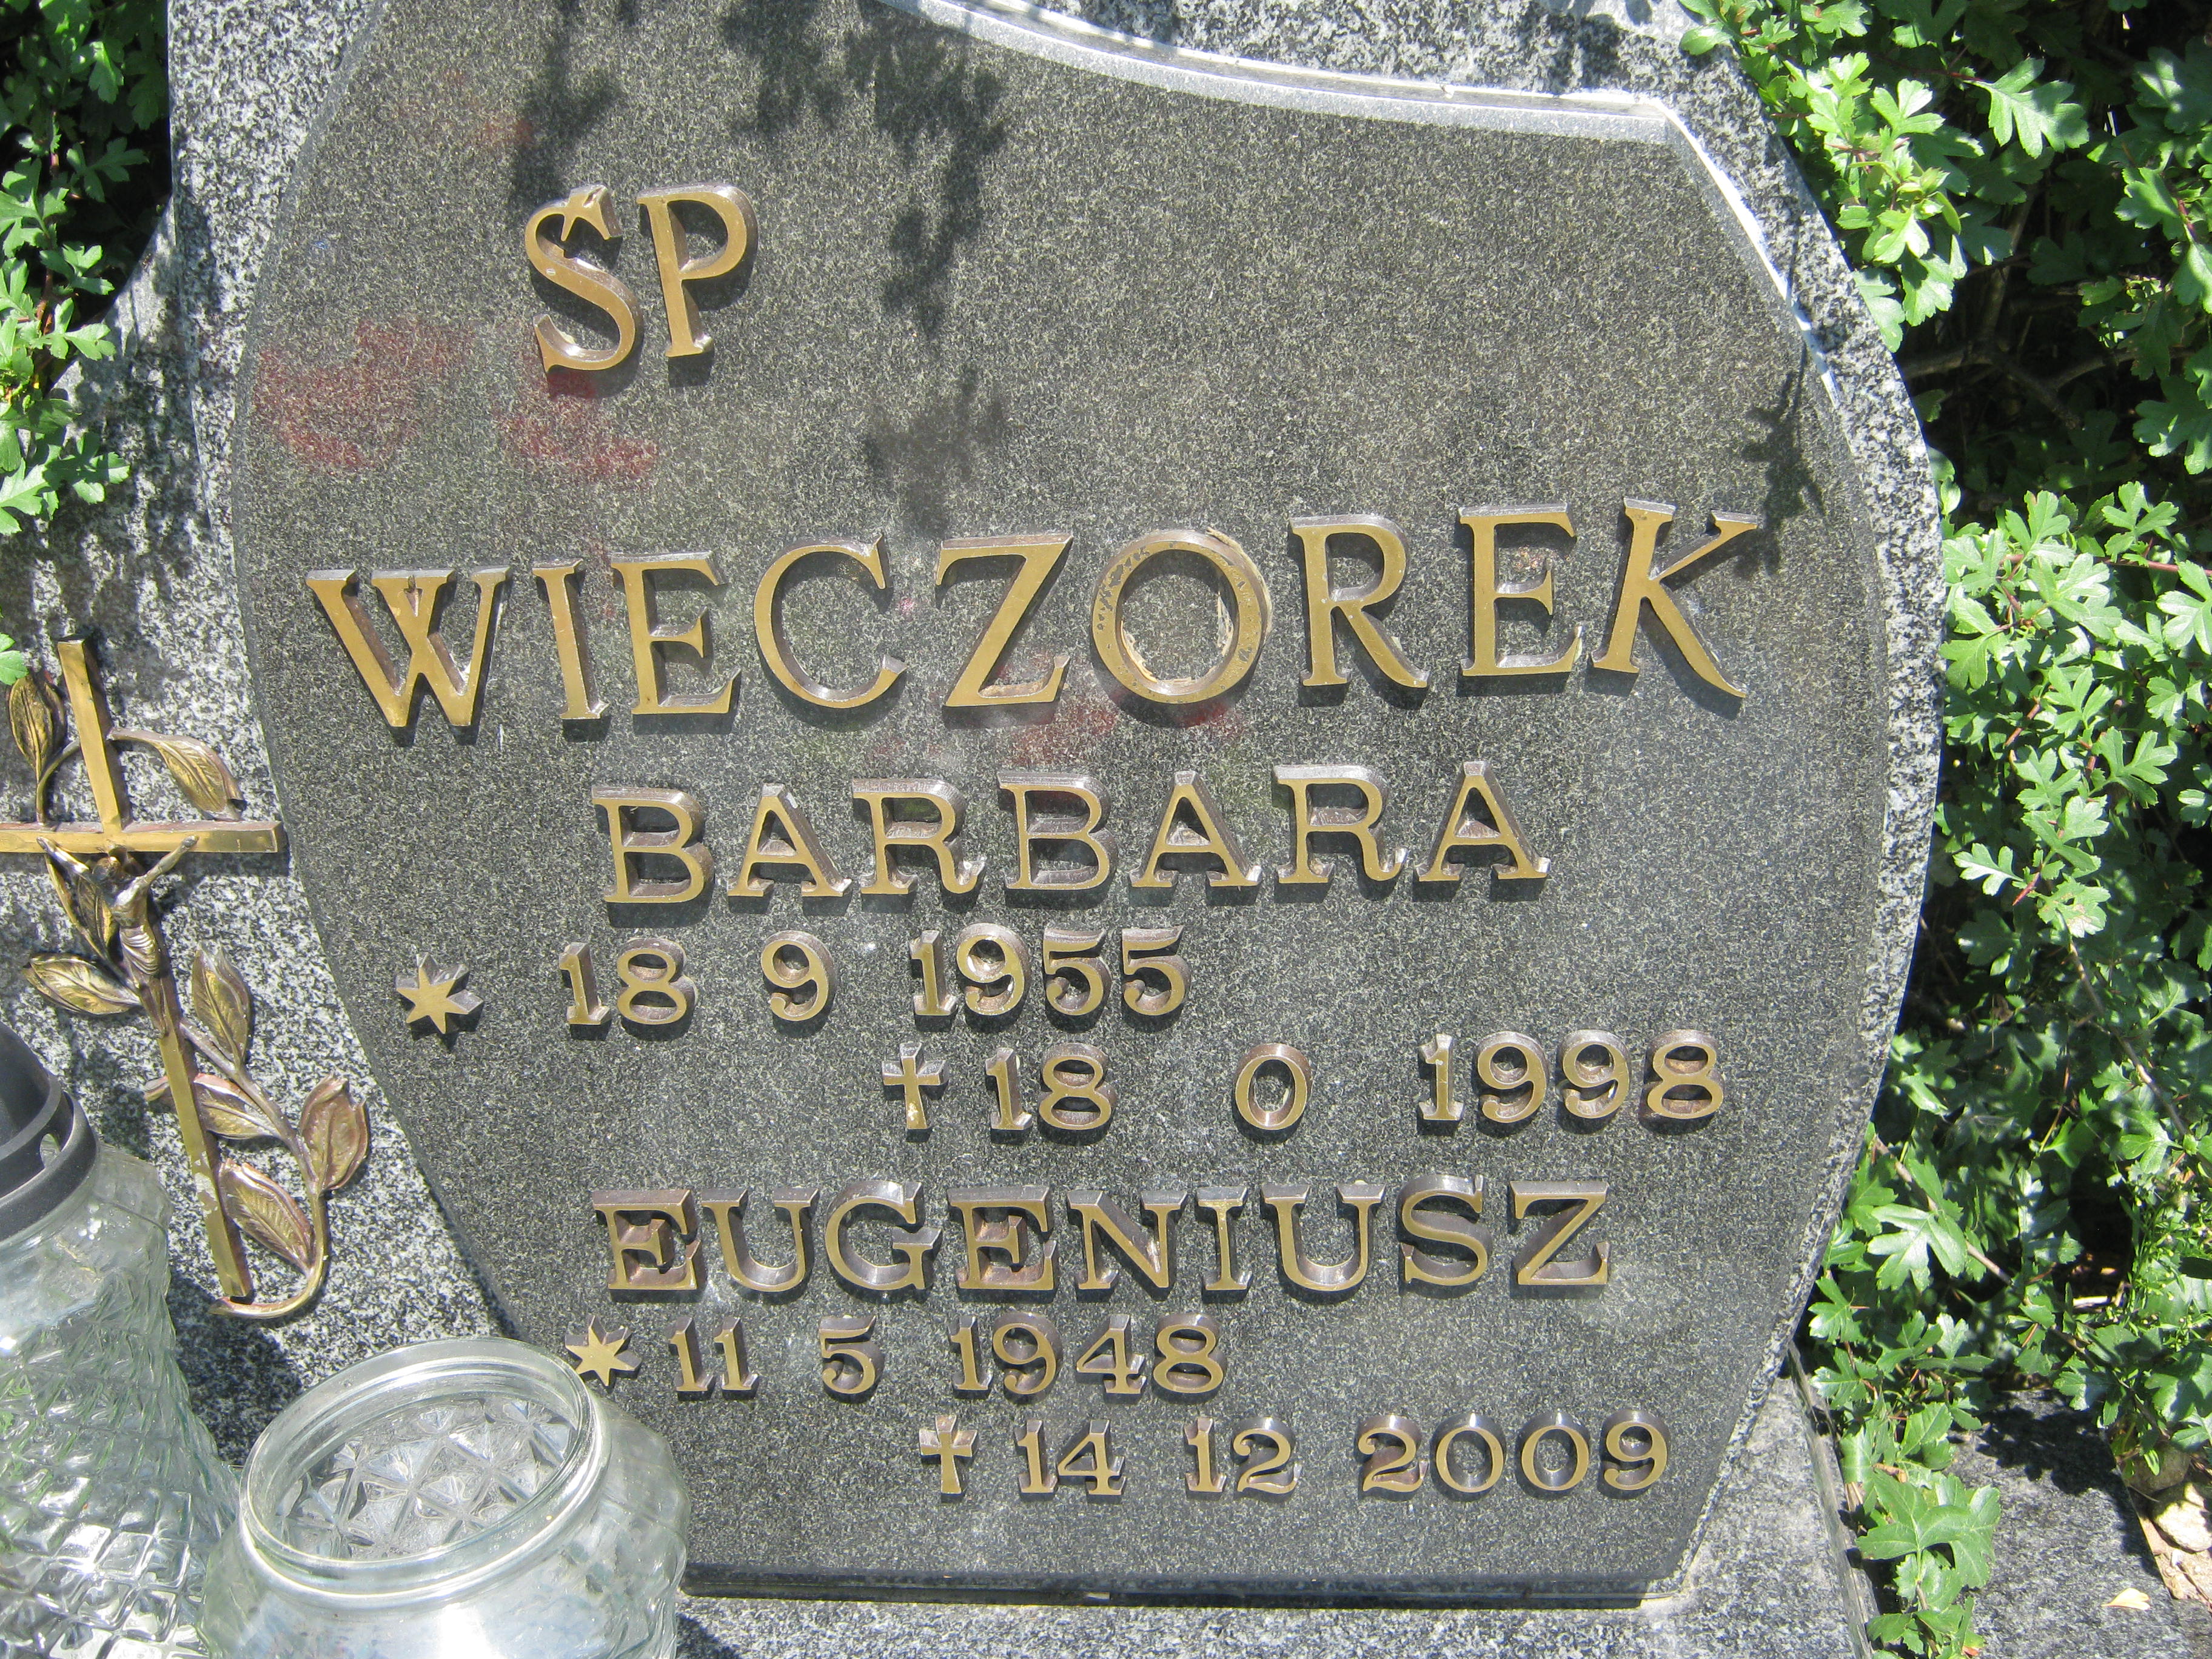 ŚP
WIECZOREK
BARBARA
* 18 9 1955
† 18 0 1998
EUGENIUSZ
* 11 5 1948
† 14 12 2009